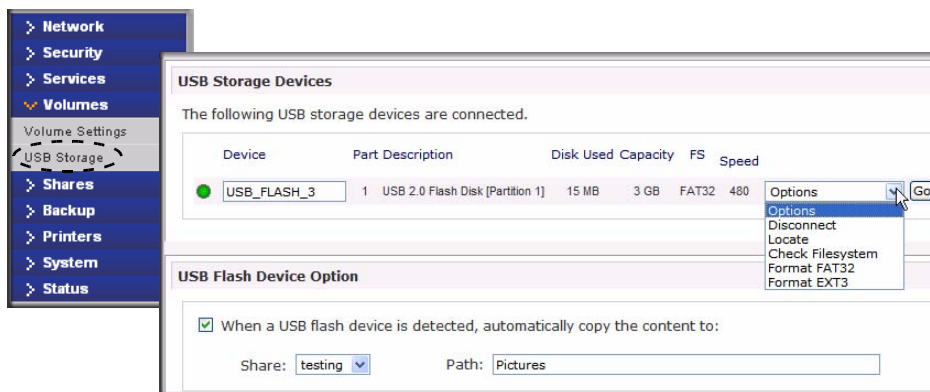 Network
Security
Services
Volumes
Volume Settings
USB Storage
Shares
Backup
Printers
System
Status
USB Storage Devices
The following USB storage devices are connected.
Device Part Description Disk Used Capacity FS Speed
USB_FLASH_3 1 USB 2.0 Flash Disk [Partition 1] 15 MB 3 GB FAT32 480 Options Go
Options
Disconnect
Locate
Check Filesystem
Format FAT32
Format EXT3
USB Flash Device Option
When a USB flash device is detected, automatically copy the content to:
Share: testing Path: Pictures